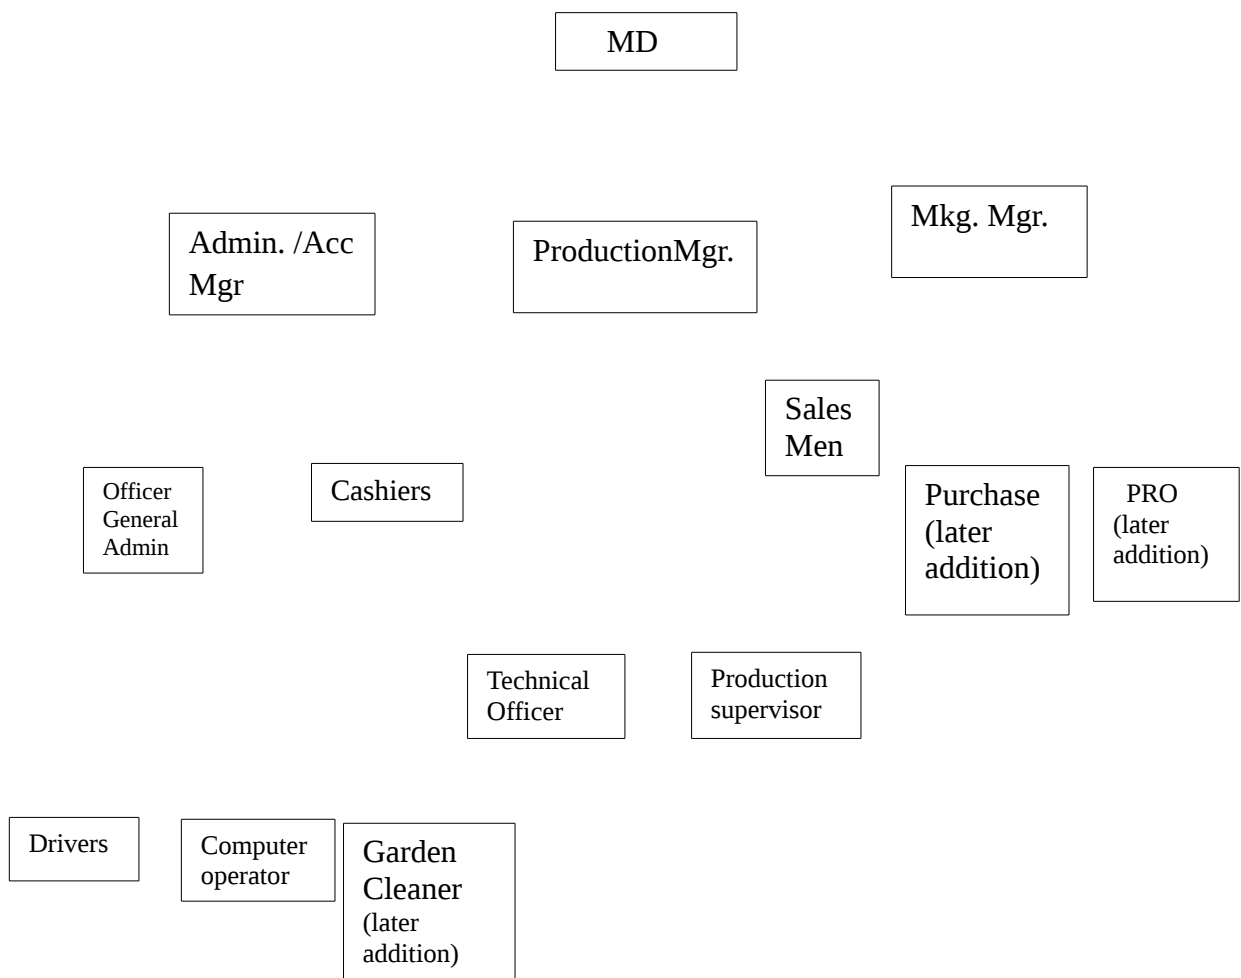 MD
Admin. /Acc
Mgr
ProductionMgr.
Mkg. Mgr.
Sales
Men
Officer
General
Admin
Cashiers
Purchase
(later
addition)
PRO
(later
addition)
Technical
Officer
Production
supervisor
Drivers
Computer
operator
Garden
Cleaner
(later
addition)